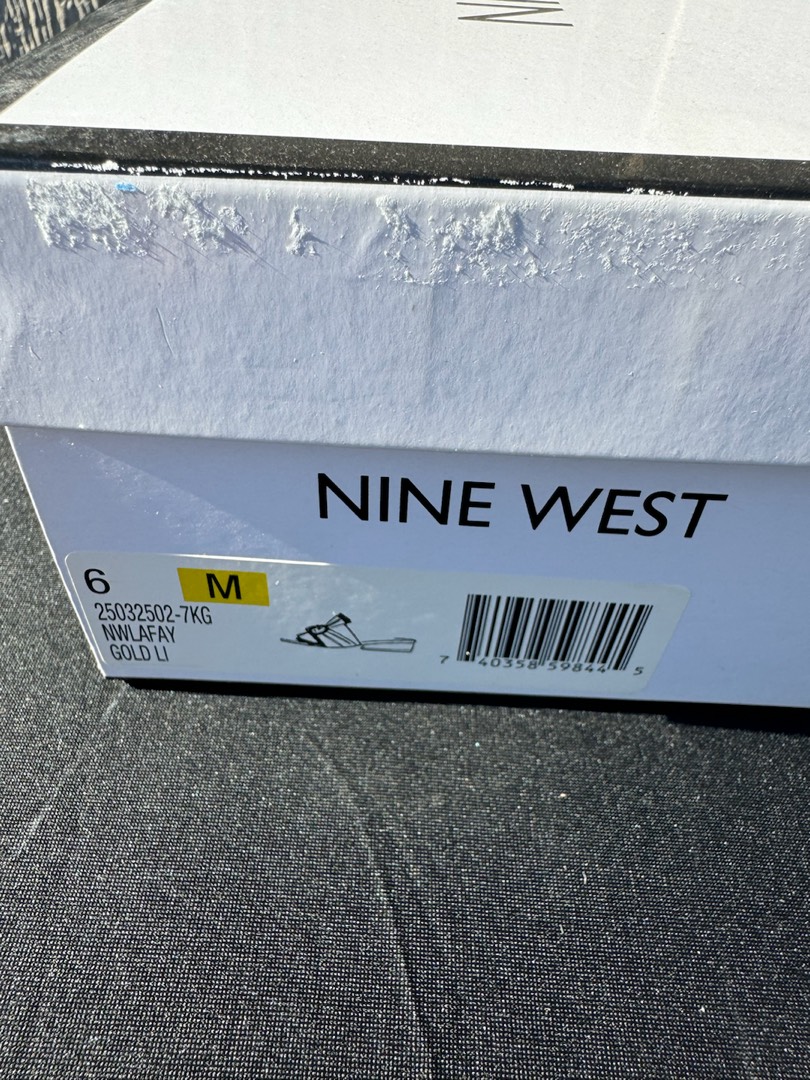 NINE WEST
6 M
25032502-7KG
NWLAFAY
GOLD LI
7 40358 59844 5